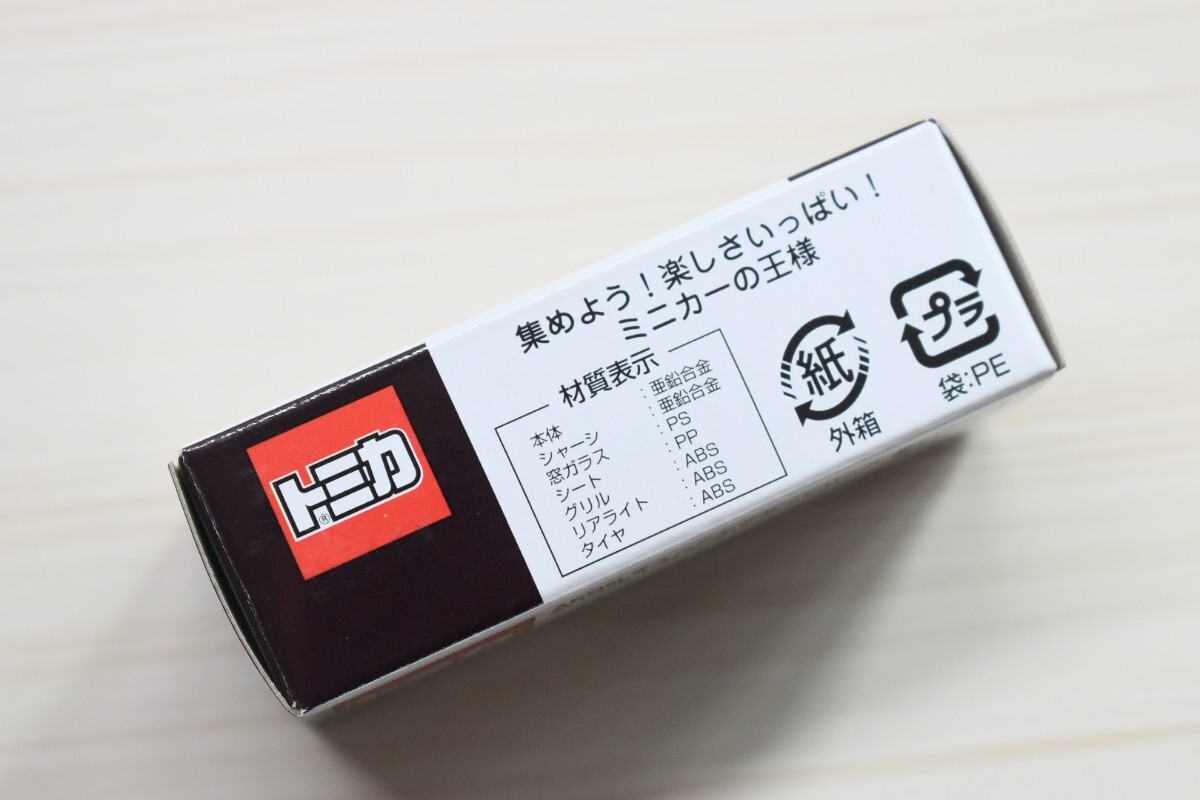 トミカ®
集めよう！楽しさいっぱい！
ミニカーの王様
材質表示
本体 : 亜鉛合金
シャーシ : 亜鉛合金
窓ガラス : PS
シート : PP
グリル : ABS
リアライト : ABS
タイヤ : ABS
紙
外箱
プラ
袋:PE